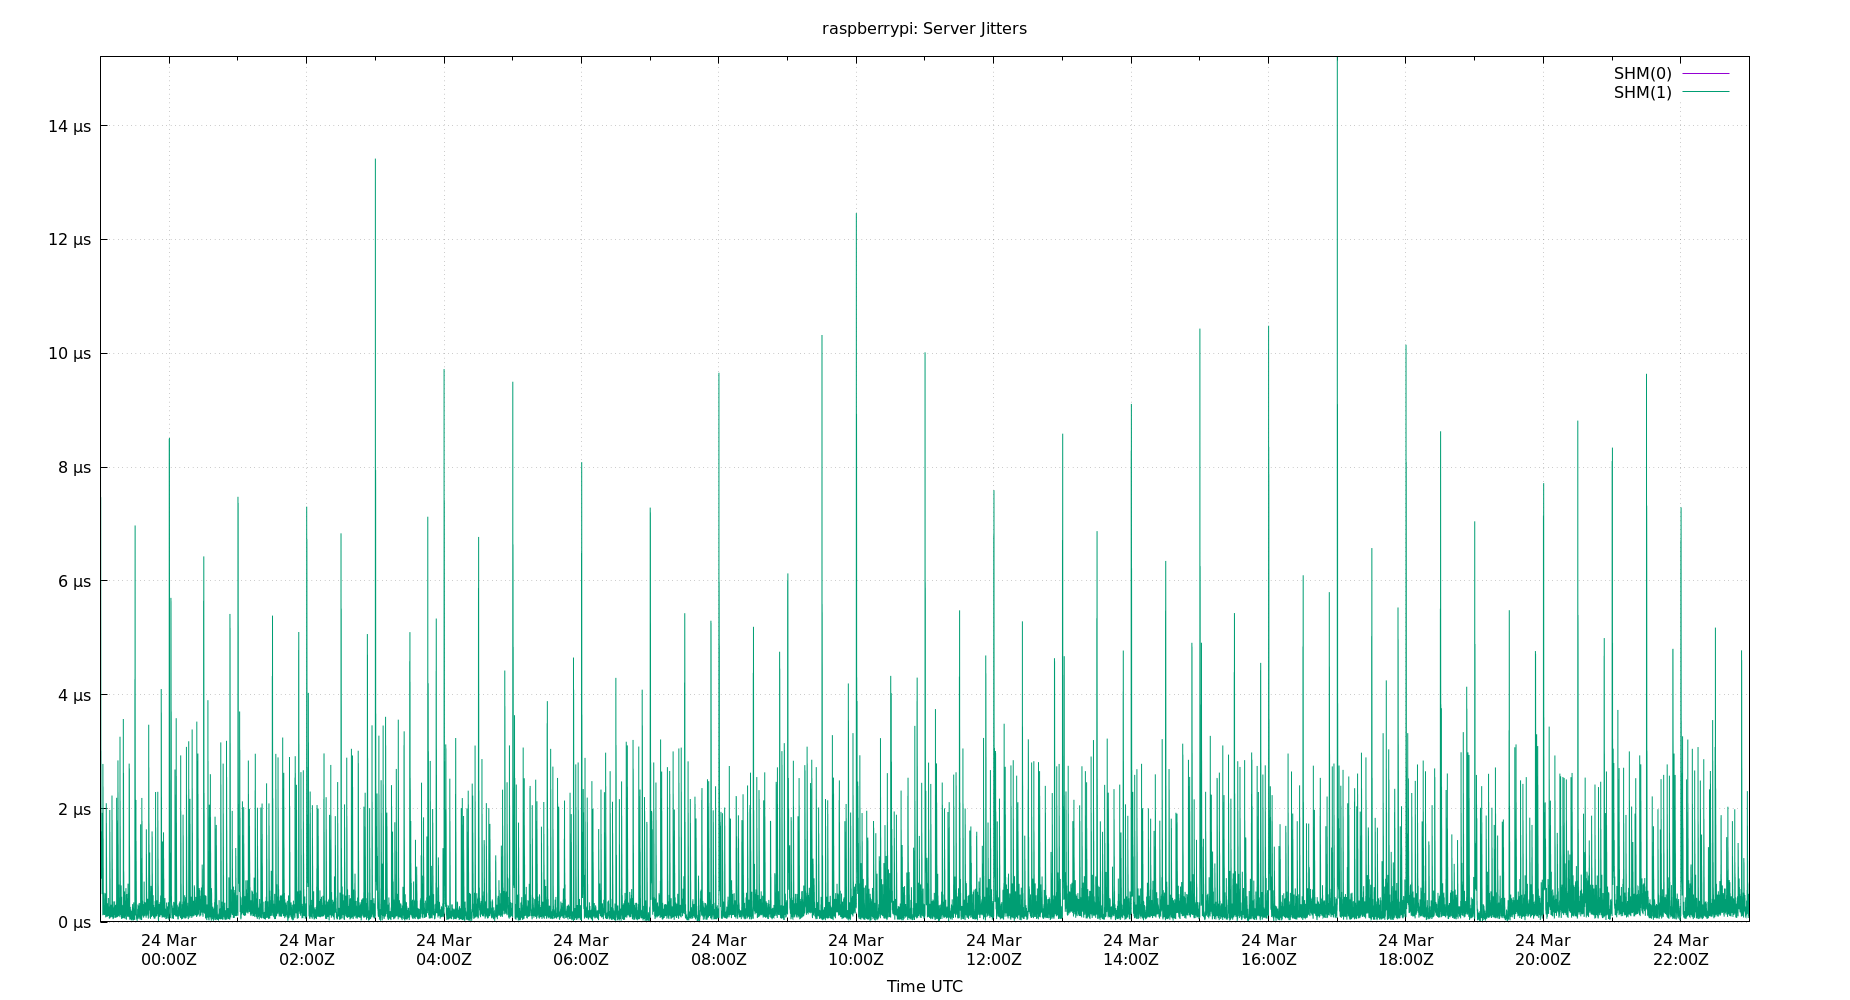 raspberrypi: Server Jitters
SHM(0)
SHM(1)
14 µs
12 µs
10 µs
8 µs
6 µs
4 µs
2 µs
0 µs
24 Mar 24 Mar 24 Mar 24 Mar 24 Mar 24 Mar 24 Mar 24 Mar 24 Mar 24 Mar 24 Mar 24 Mar
00:00Z 02:00Z 04:00Z 06:00Z 08:00Z 10:00Z 12:00Z 14:00Z 16:00Z 18:00Z 20:00Z 22:00Z
Time UTC